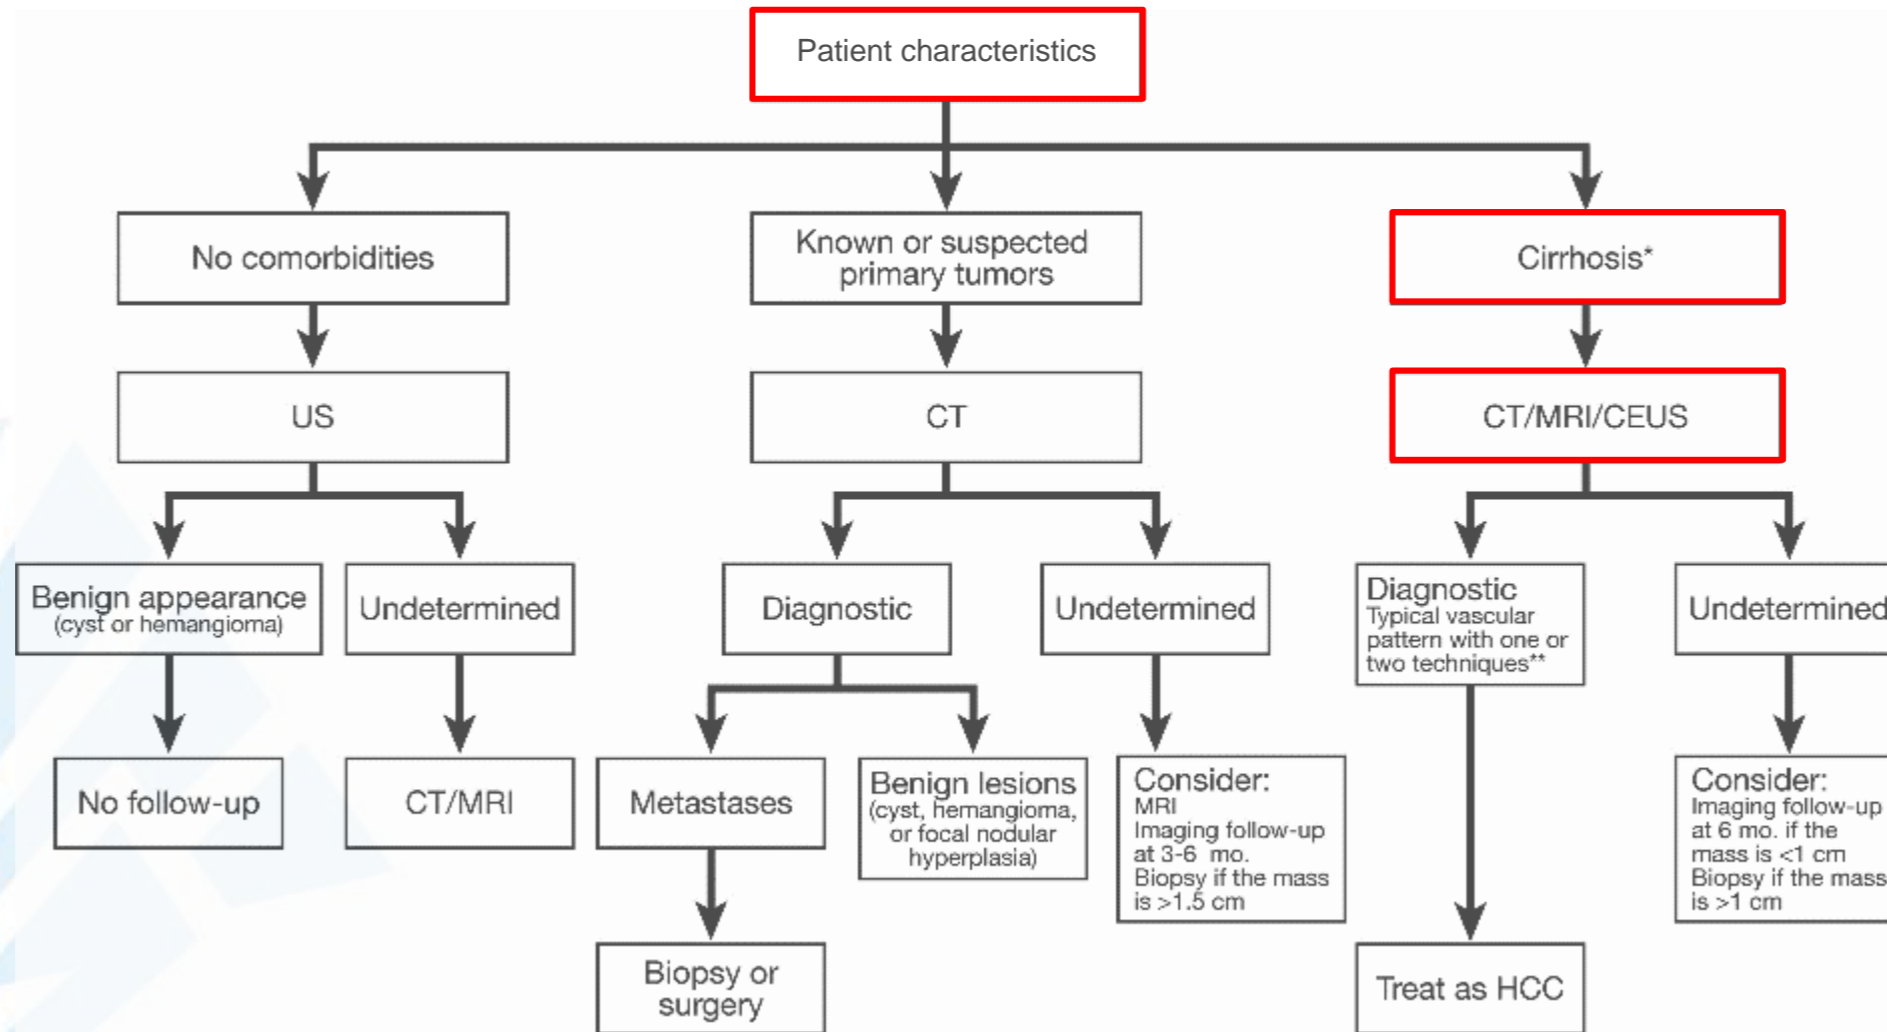 Patient characteristics
No comorbidities
Known or suspected
primary tumors
Cirrhosis*
US
CT
CT/MRI/CEUS
Benign appearance
(cyst or hemangioma)
Undetermined
Diagnostic
Undetermined
Diagnostic
Typical vascular
pattern with one or
two techniques**
Undetermined
No follow-up
CT/MRI
Metastases
Benign lesions
(cyst, hemangioma,
or focal nodular
hyperplasia)
Consider:
MRI
Imaging follow-up
at 3-6 mo.
Biopsy if the mass
is >1.5 cm
Consider:
Imaging follow-up
at 6 mo. if the
mass is <1 cm
Biopsy if the mass
is >1 cm
Biopsy or
surgery
Treat as HCC